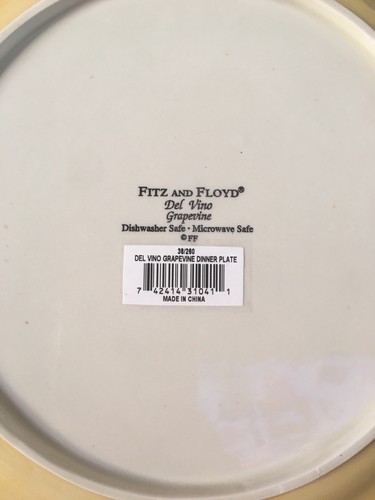 FITZ AND FLOYD®
Del Vino
Grapevine
Dishwasher Safe · Microwave Safe
©FF
38/280
DEL VINO GRAPEVINE DINNER PLATE
7 42414 31041 1
MADE IN CHINA